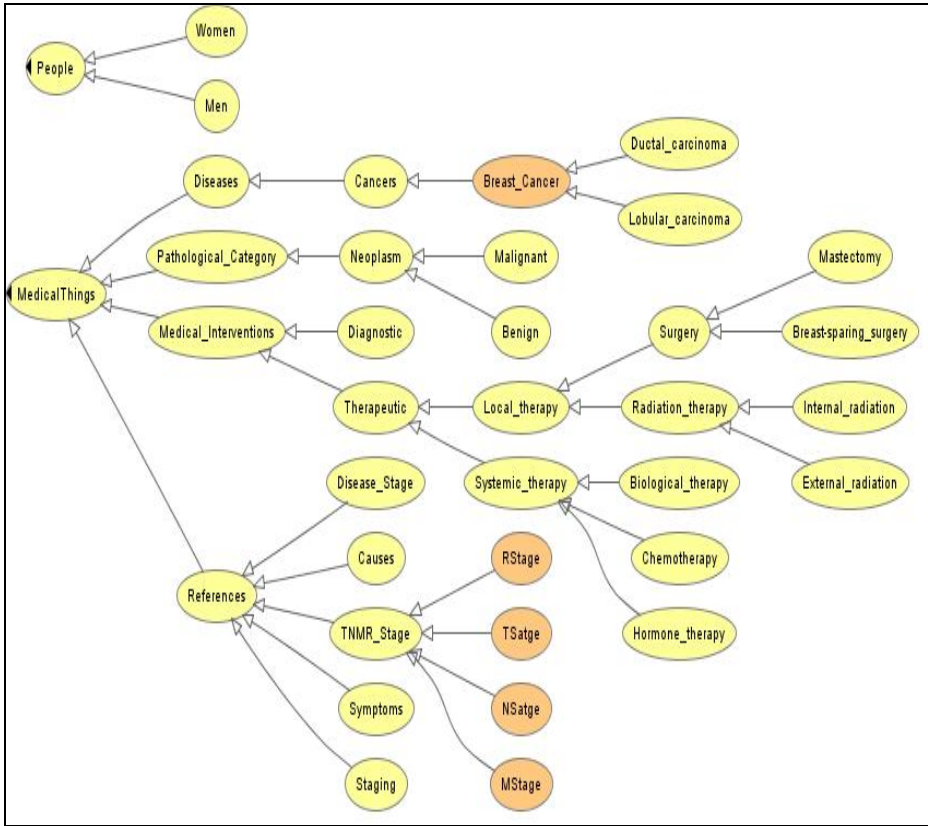 Women
People
Men
Ductal_carcinoma
Diseases
Cancers
Breast_Cancer
Lobular_carcinoma
Pathological_Category
Neoplasm
Malignant
Mastectomy
MedicalThings
Medical_Interventions
Diagnostic
Benign
Surgery
Breast-sparing_surgery
Therapeutic
Local_therapy
Radiation_therapy
Internal_radiation
Disease_Stage
Systemic_therapy
Biological_therapy
External_radiation
Causes
RStage
Chemotherapy
References
TNMR_Stage
TSatge
Hormone_therapy
Symptoms
NSatge
Staging
MStage